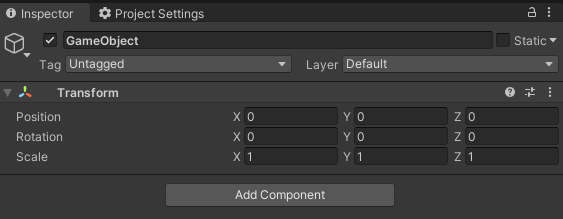 Inspector Project Settings
GameObject Static
Tag Untagged Layer Default
Transform
Position X 0 Y 0 Z 0
Rotation X 0 Y 0 Z 0
Scale X 1 Y 1 Z 1
Add Component